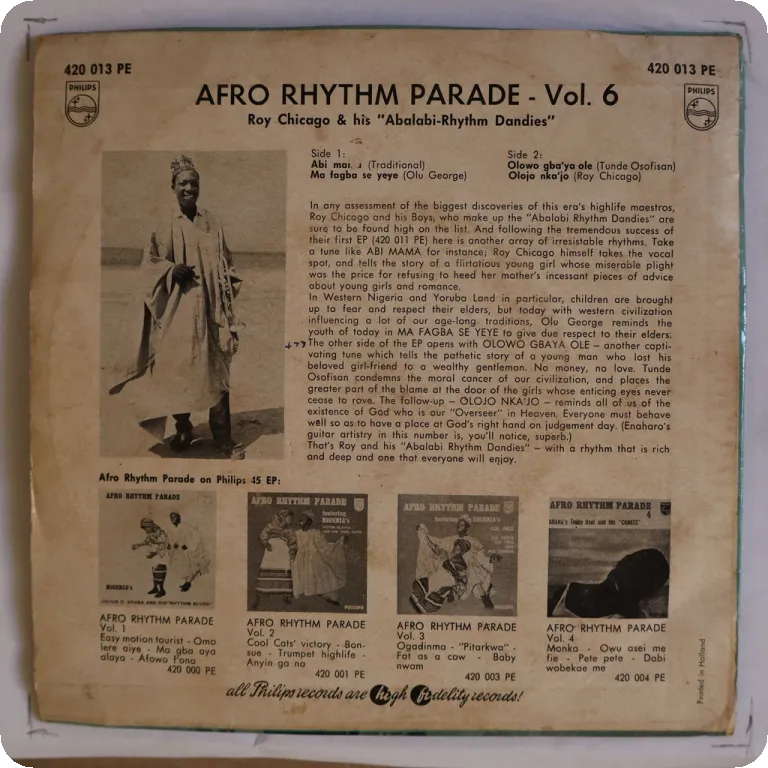 420 013 PE
420 013 PE
PHILIPS
PHILIPS
AFRO RHYTHM PARADE - Vol. 6
Roy Chicago & his "Abalabi-Rhythm Dandies"
Side 1:
Abi (Traditional)
Ma fagba se yeye (Olu George)
Side 2:
Olowo gba'ya ole (Tunde Osofisan)
Olojo nka'jo (Roy Chicago)
In any assessment of the biggest discoveries of this era's highlife maestros,
Roy Chicago and his Boys, who make up the "Abalabi Rhythm Dandies" are
sure to be found high on the list. And following the tremendous success of
their first EP (420 011 PE) here is another array of irresistable rhythms. Take
a tune like ABI MAMA for instance; Roy Chicago himself takes the vocal
spot, and tells the story of a flirtatious young girl whose miserable plight
was the price for refusing to heed her mother's incessant pieces of advice
about young girls and romance.
In Western Nigeria and Yoruba Land in particular, children are brought
up to fear and respect their elders, but today with western civilization
influencing a lot of our age-long traditions, Olu George reminds the
youth of today in MA FAGBA SE YEYE to give due respect to their elders.
The other side of the EP opens with OLOWO GBAYA OLE – another capti-
vating tune which tells the pathetic story of a young man who lost his
beloved girl-friend to a wealthy gentleman. No money, no love. Tunde
Osofisan condemns the moral cancer of our civilization, and places the
greater part of the blame at the door of the girls whose enticing eyes never
cease to rove. The follow-up – OLOJO NKA'JO – reminds all of us of the
existence of God who is our "Overseer" in Heaven. Everyone must behave
well so as to have a place at God's right hand on judgement day. (Enaharo's
guitar artistry in this number is, you'll notice, superb.)
That's Roy and his "Abalabi Rhythm Dandies" – with a rhythm that is rich
and deep and one that everyone will enjoy.
Afro Rhythm Parade on Philips 45 EP:
AFRO RHYTHM PARADE
NIGERIA's
AFRO RHYTHM PARADE
featuring
NIGERIA's
PHILIPS
AFRO RHYTHM PARADE
featuring NIGERIA's
PHILIPS
AFRO RHYTHM PARADE
4
AFRO RHYTHM PARADE
Vol. 1
Easy motion tourist - Omo
lere aiye - Ma gba aya
alaya - Afowo f'ona
420 000 PE
AFRO RHYTHM PARADE
Vol. 2
Cool Cats' victory - Bon-
sue - Trumpet highlife -
Anyin ga na
420 001 PE
AFRO RHYTHM PARADE
Vol. 3
Ogadinma - "Pitarkwa" -
Fat as a cow - Baby
nwam
420 003 PE
AFRO RHYTHM PARADE
Vol. 4
Monka - Owu asei me
fie - Pete pete - Dabi
wobekae me
420 004 PE
Printed in Holland
all Philips records are high fidelity records!